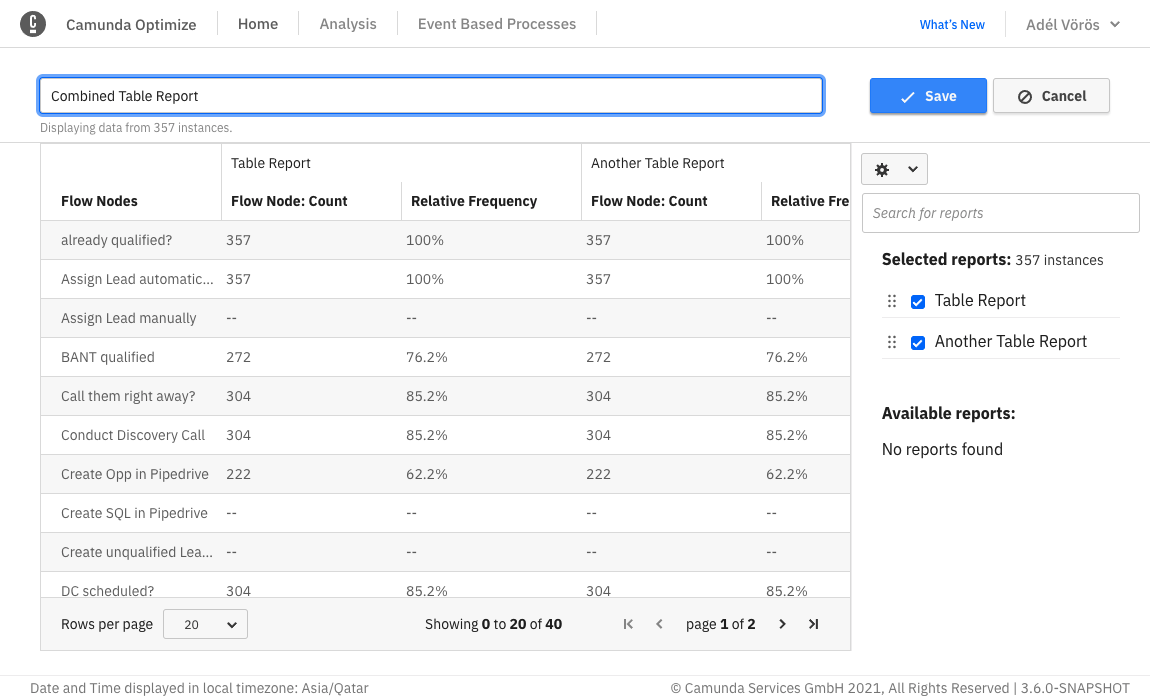 Camunda Optimize Home Analysis Event Based Processes What's New Adél Vörös
Combined Table Report
Save Cancel
Displaying data from 357 instances.
Table Report Another Table Report
Flow Nodes Flow Node: Count Relative Frequency Flow Node: Count Relative Fre
already qualified? 357 100% 357 100%
Assign Lead automatic... 357 100% 357 100%
Assign Lead manually -- -- -- --
BANT qualified 272 76.2% 272 76.2%
Call them right away? 304 85.2% 304 85.2%
Conduct Discovery Call 304 85.2% 304 85.2%
Create Opp in Pipedrive 222 62.2% 222 62.2%
Create SQL in Pipedrive -- -- -- --
Create unqualified Lea... -- -- -- --
DC scheduled? 304 85.2% 304 85.2%
Rows per page 20 Showing 0 to 20 of 40 page 1 of 2
Search for reports
Selected reports: 357 instances
Table Report
Another Table Report
Available reports:
No reports found
Date and Time displayed in local timezone: Asia/Qatar © Camunda Services GmbH 2021, All Rights Reserved | 3.6.0-SNAPSHOT